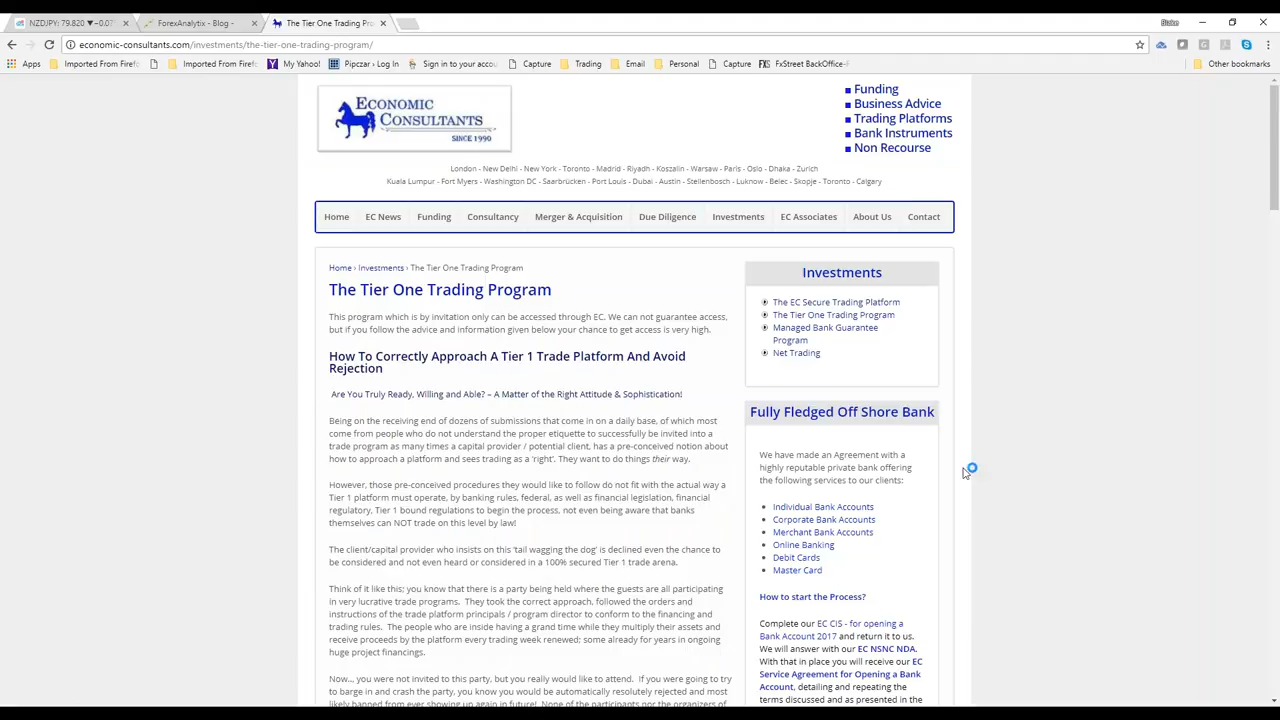 NZDJPY: 79.820 ▼-0.0
ForexAnalytix - Blog -
The Tier One Trading Pr
Blake
economic-consultants.com/investments/the-tier-one-trading-program/
Apps
Imported From Firef
Imported From Firef
My Yahoo!
Pipczar › Log In
Sign in to your accou
Capture
Trading
Email
Personal
Capture
FXStreet BackOffice-F
Other bookmarks
ECONOMIC
CONSULTANTS
SINCE 1990
Funding
Business Advice
Trading Platforms
Bank Instruments
Non Recourse
London - New Delhi - New York - Toronto - Madrid - Riyadh - Koszalin - Warsaw - Paris - Oslo - Dhaka - Zurich
Kuala Lumpur - Fort Myers - Washington DC - Saarbrücken - Port Louis - Dubai - Austin - Stellenbosch - Luknow - Belec - Skopje - Toronto - Calgary
Home
EC News
Funding
Consultancy
Merger & Acquisition
Due Diligence
Investments
EC Associates
About Us
Contact
Home › Investments › The Tier One Trading Program
The Tier One Trading Program
This program which is by invitation only can be accessed through EC. We can not guarantee access,
but if you follow the advice and information given below your chance to get access is very high.
How To Correctly Approach A Tier 1 Trade Platform And Avoid
Rejection
Are You Truly Ready, Willing and Able? – A Matter of the Right Attitude & Sophistication!
Being on the receiving end of dozens of submissions that come in on a daily base, of which most
come from people who do not understand the proper etiquette to successfully be invited into a
trade program as many times a capital provider / potential client, has a pre-conceived notion about
how to approach a platform and sees trading as a 'right'. They want to do things their way.
However, those pre-conceived procedures they would like to follow do not fit with the actual way a
Tier 1 platform must operate, by banking rules, federal, as well as financial legislation, financial
regulatory, Tier 1 bound regulations to begin the process, not even being aware that banks
themselves can NOT trade on this level by law!
The client/capital provider who insists on this 'tail wagging the dog' is declined even the chance to
be considered and not even heard or considered in a 100% secured Tier 1 trade arena.
Think of it like this; you know that there is a party being held where the guests are all participating
in very lucrative trade programs. They took the correct approach, followed the orders and
instructions of the trade platform principals / program director to conform to the financing and
trading rules. The people who are inside having a grand time while they multiply their assets and
receive proceeds by the platform every trading week renewed; some already for years in ongoing
huge project financings.
Now.., you were not invited to this party, but you really would like to attend. If you were going to try
to barge in and crash the party, you know you would be automatically resolutely rejected and most
likely banned from ever showing up again in future! None of the participants nor the organizers of
Investments
The EC Secure Trading Platform
The Tier One Trading Program
Managed Bank Guarantee
Program
Net Trading
Fully Fledged Off Shore Bank
We have made an Agreement with a
highly reputable private bank offering
the following services to our clients:
Individual Bank Accounts
Corporate Bank Accounts
Merchant Bank Accounts
Online Banking
Debit Cards
Master Card
How to start the Process?
Complete our EC CIS - for opening a
Bank Account 2017 and return it to us.
We will answer with our EC NSNC NDA.
With that in place you will receive our EC
Service Agreement for Opening a Bank
Account, detailing and repeating the
terms discussed and as presented in the